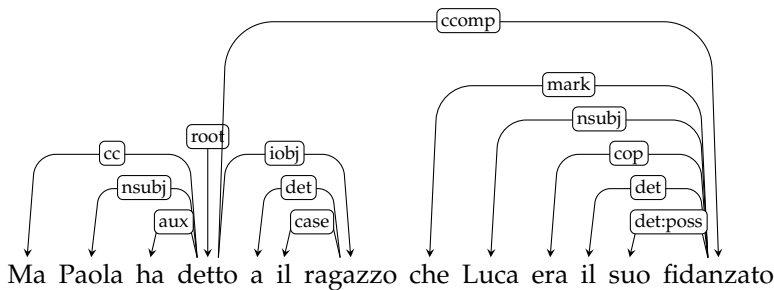 ccomp
mark
nsubj
root
cc iobj cop
nsubj det det
aux case det:poss
Ma Paola ha detto a il ragazzo che Luca era il suo fidanzato